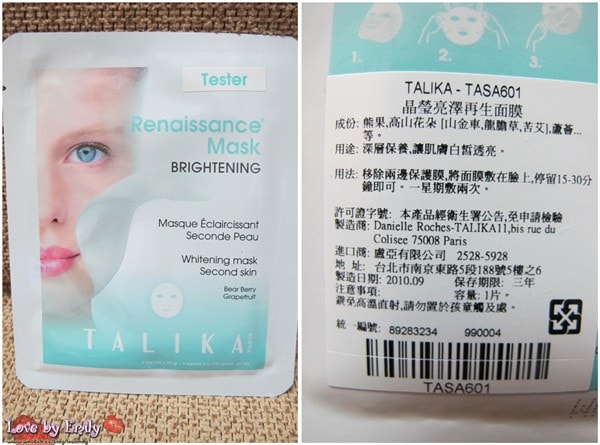 Tester
Renaissance®
Mask
BRIGHTENING
Masque Éclaircissant
Seconde Peau
Whitening mask
Second skin
Bear Berry
Grapefruit
TALIKA
PARIS
Love by Emily
1.
2.
3.
TALIKA - TASA601
晶瑩亮澤再生面膜
成份: 熊果,高山花朵 [山金車,龍膽草,苦艾],蘆薈...
等。
用途: 深層保養,讓肌膚白皙透亮。
用法: 移除兩邊保護膜,將面膜敷在臉上,停留15-30分
鐘即可。一星期敷兩次。
許可證字號: 本產品經衛生署公告,免申請檢驗
製造商: Danielle Roches-TALIKA11,bis rue du
Colisee 75008 Paris
進口商: 盧亞有限公司 2528-5928
地 址: 台北市南京東路5段188號5樓之6
製造日期: 2010.09 保存期限: 三年
注意事項: 容量: 1片。
避免高溫直射,請勿置於孩童觸及處。
統一編號: 89283234 990004
TASA601